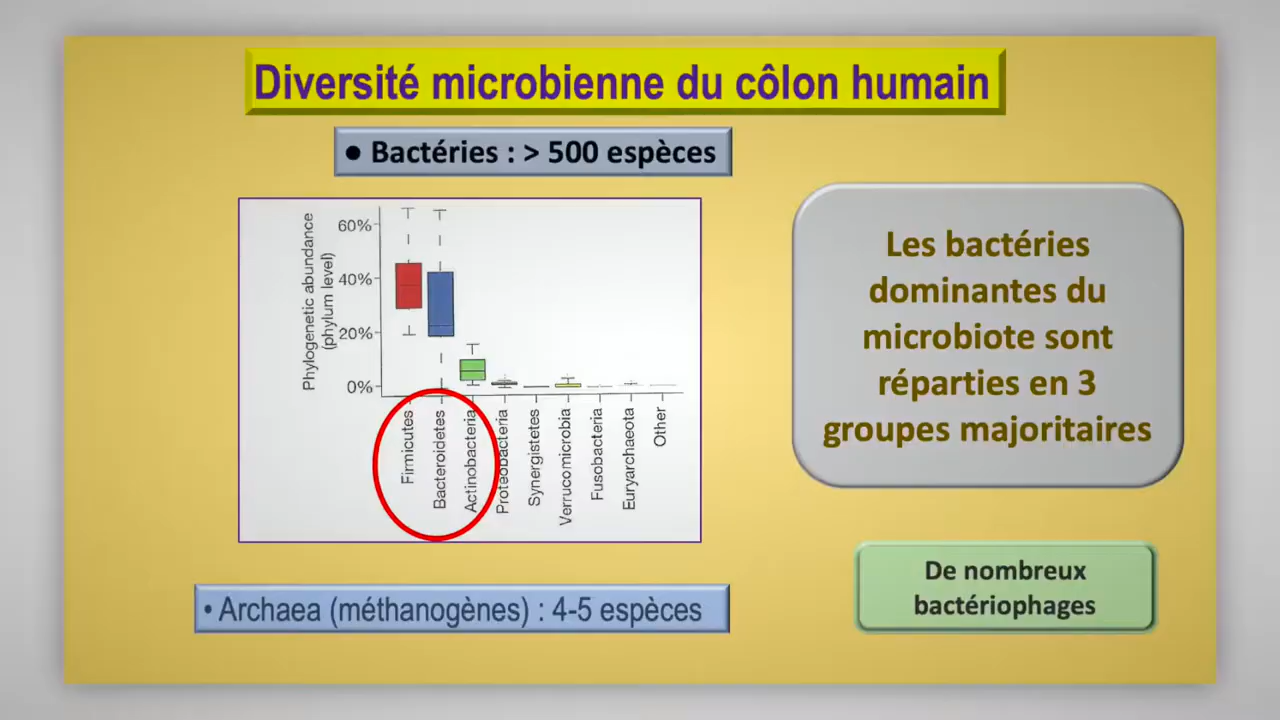 Diversité microbienne du côlon humain
● Bactéries : > 500 espèces
Phylogenetic abundance
(phylum level)
60%
40%
20%
0%
Firmicutes
Bacteroidetes
Actinobacteria
Proteobacteria
Synergistetes
Verrucomicrobia
Fusobacteria
Euryarchaeota
Other
Les bactéries
dominantes du
microbiote sont
réparties en 3
groupes majoritaires
• Archaea (méthanogènes) : 4-5 espèces
De nombreux
bactériophages